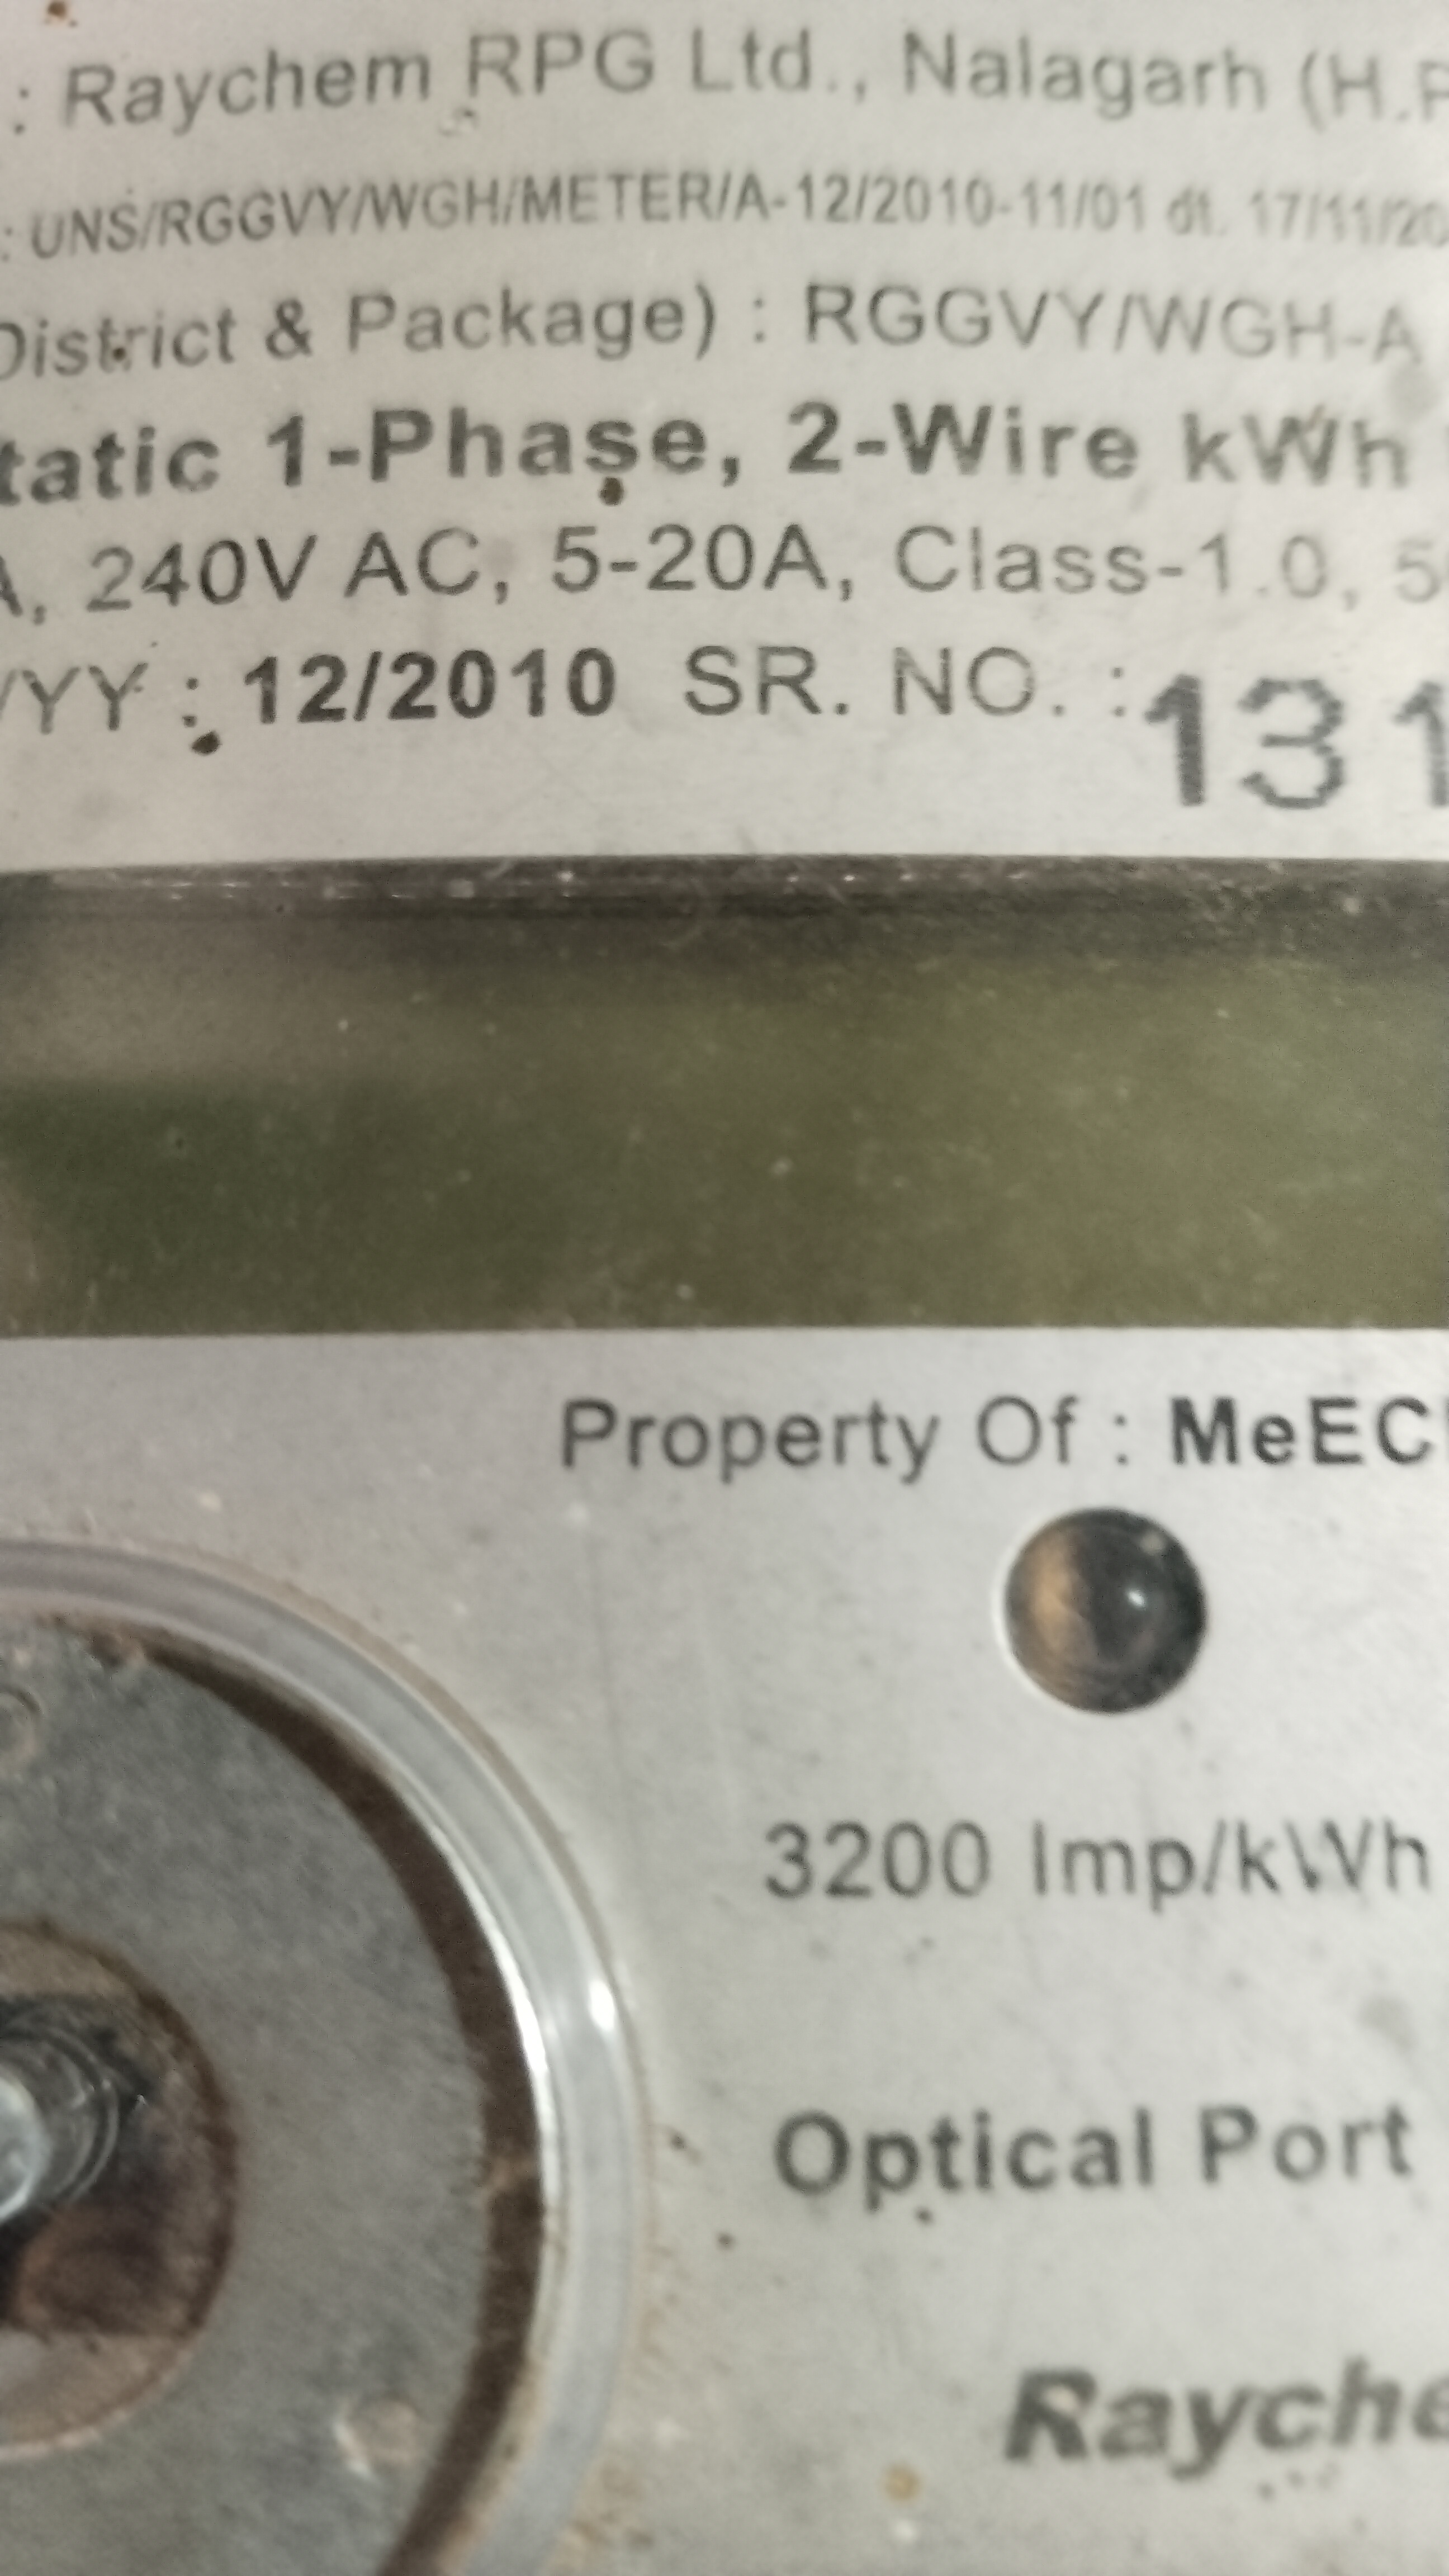 : Raychem RPG Ltd., Nalagarh (H.P
: UNS/RGGVY/WGH/METER/A-12/2010-11/01 dt. 17/11/20
District & Package) : RGGVY/WGH-A
tatic 1-Phase, 2-Wire kWh
A, 240V AC, 5-20A, Class-1.0, 5
/YY : 12/2010 SR. NO. : 131
Property Of : MeEC
3200 Imp/kWh
Optical Port
Rayche